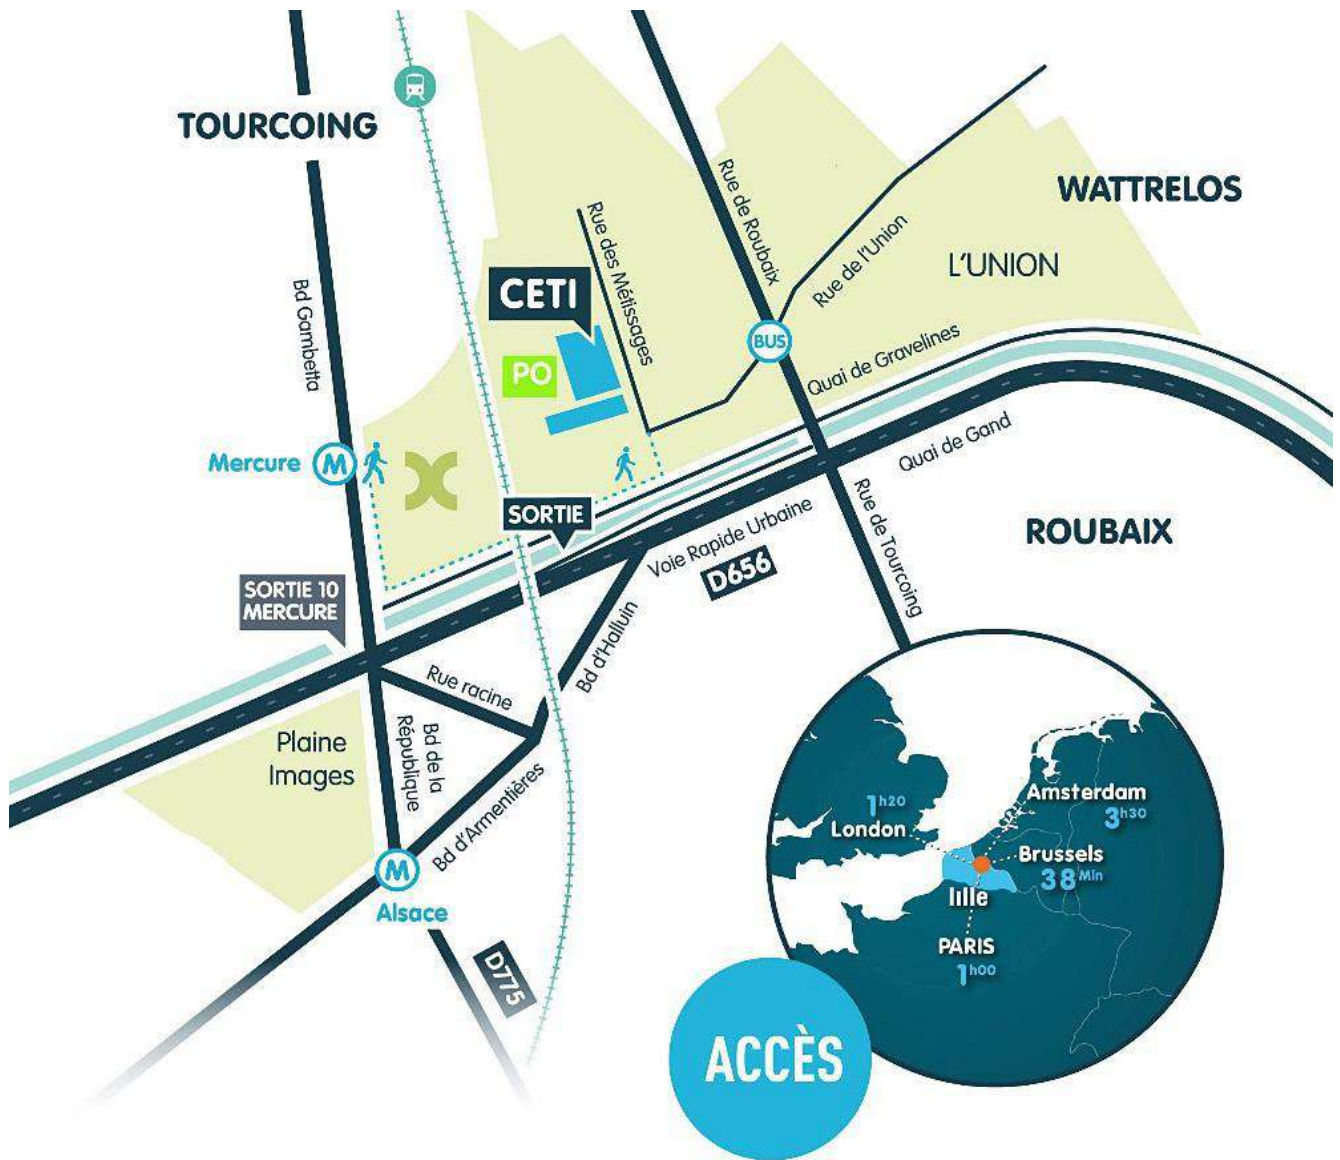 TOURCOING
WATTRELOS
Rue de Roubaix
Rue de l'Union
L'UNION
Rue des Métissages
CETI
Bd Gambetta
BUS
PO
Quai de Gravelines
Mercure
M
Quai de Gand
SORTIE
Voie Rapide Urbaine
D656
Rue de Tourcoing
ROUBAIX
SORTIE 10
MERCURE
Bd d'Halluin
Rue racine
Plaine
Images
Bd de la
République
Bd d'Armentières
M
Alsace
D775
1h20
London
Amsterdam
3h30
Brussels
38 Min
lille
PARIS
1h00
ACCÈS